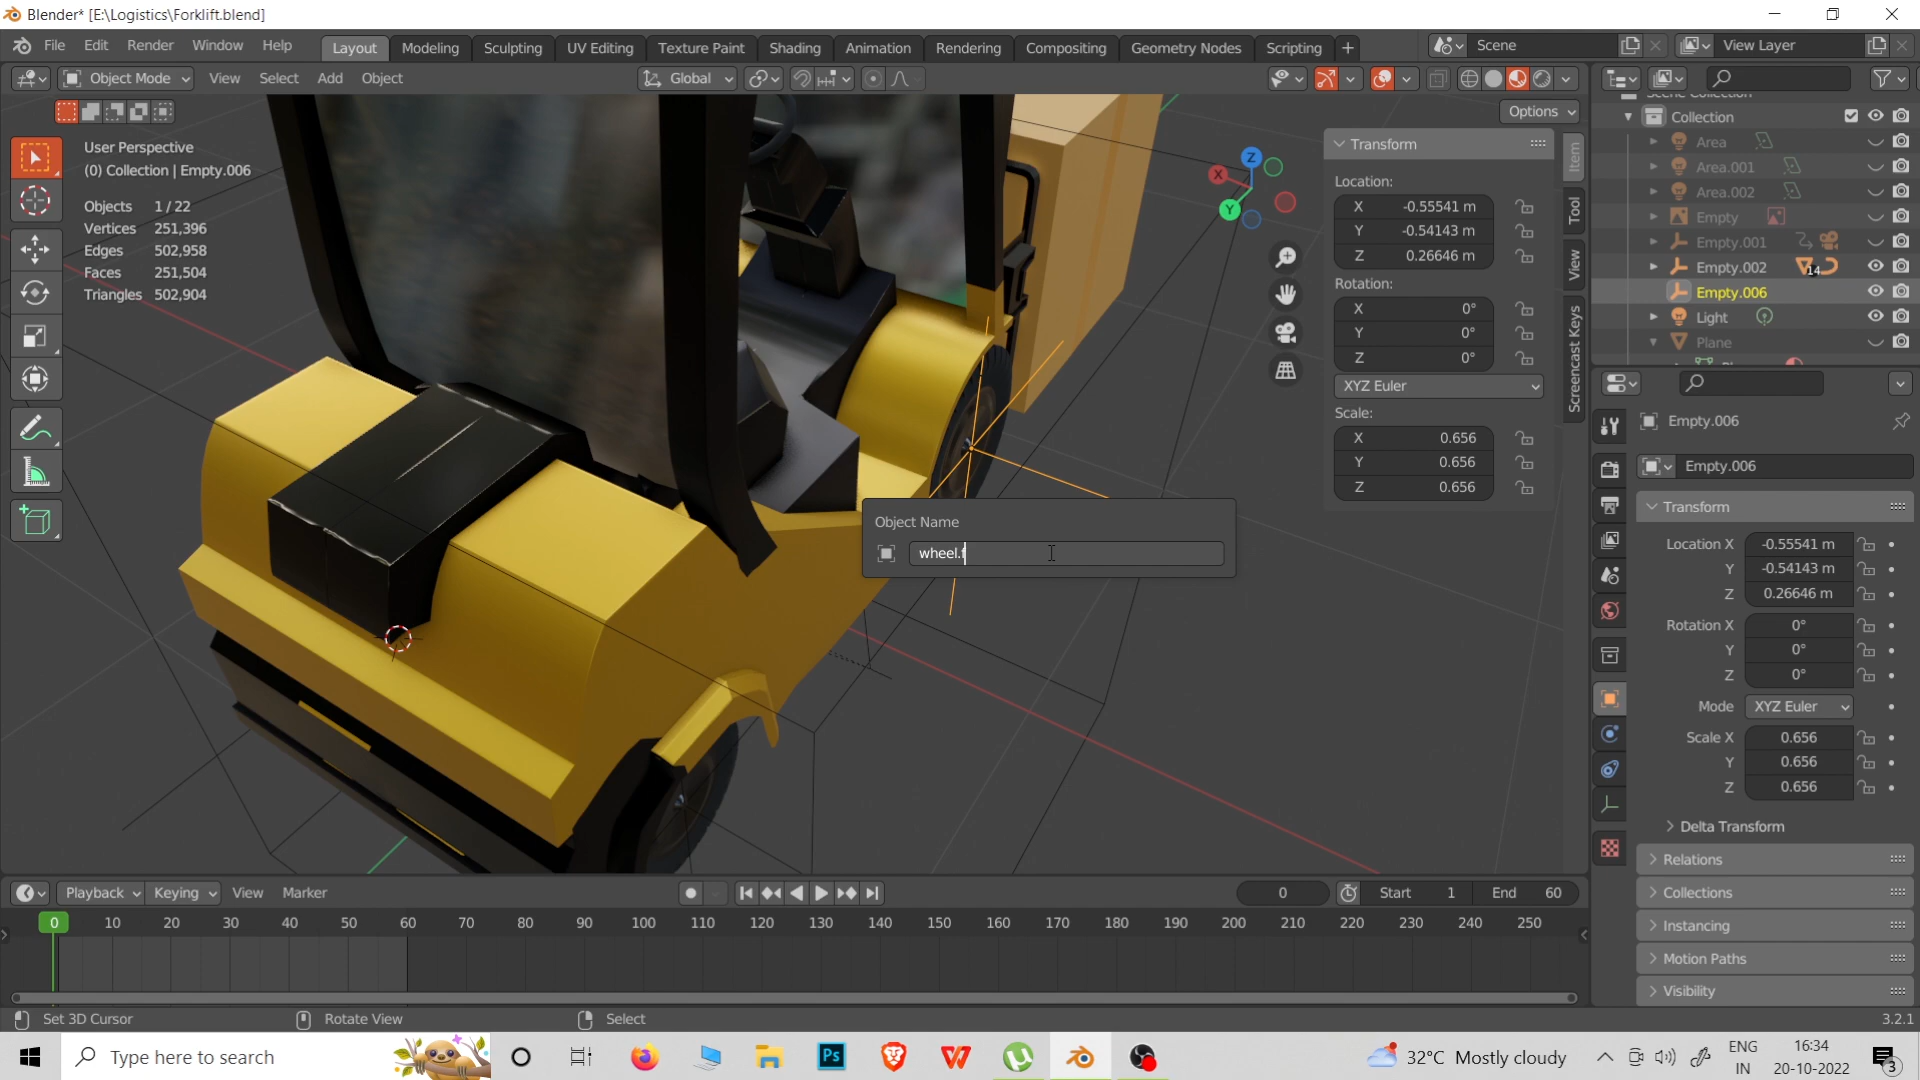 Blender* [E:\Logistics\Forklift.blend]
File Edit Render Window Help Layout Modeling Sculpting UV Editing Texture Paint Shading Animation Rendering Compositing Geometry Nodes Scripting + Scene View Layer
Object Mode View Select Add Object Global
Options
User Perspective
(0) Collection | Empty.006
Objects 1 / 22
Vertices 251,396
Edges 502,958
Faces 251,504
Triangles 502,904
Z
X
Y
Transform
Location:
X -0.55541 m
Y -0.54143 m
Z 0.26646 m
Rotation:
X 0°
Y 0°
Z 0°
XYZ Euler
Scale:
X 0.656
Y 0.656
Z 0.656
Item
Tool
View
Screencast Keys
Scene Collection
Collection
Area
Area.001
Area.002
Empty
Empty.001
Empty.002 14
Empty.006
Light
Plane
Empty.006
Empty.006
Transform
Location X -0.55541 m
Y -0.54143 m
Z 0.26646 m
Rotation X 0°
Y 0°
Z 0°
Mode XYZ Euler
Scale X 0.656
Y 0.656
Z 0.656
Delta Transform
Relations
Collections
Instancing
Motion Paths
Visibility
Object Name
wheel.f
Playback Keying View Marker 0 Start 1 End 60
0 10 20 30 40 50 60 70 80 90 100 110 120 130 140 150 160 170 180 190 200 210 220 230 240 250
Set 3D Cursor Rotate View Select 3.2.1
Type here to search Ps 32°C Mostly cloudy ENG IN 16:34 20-10-2022 3